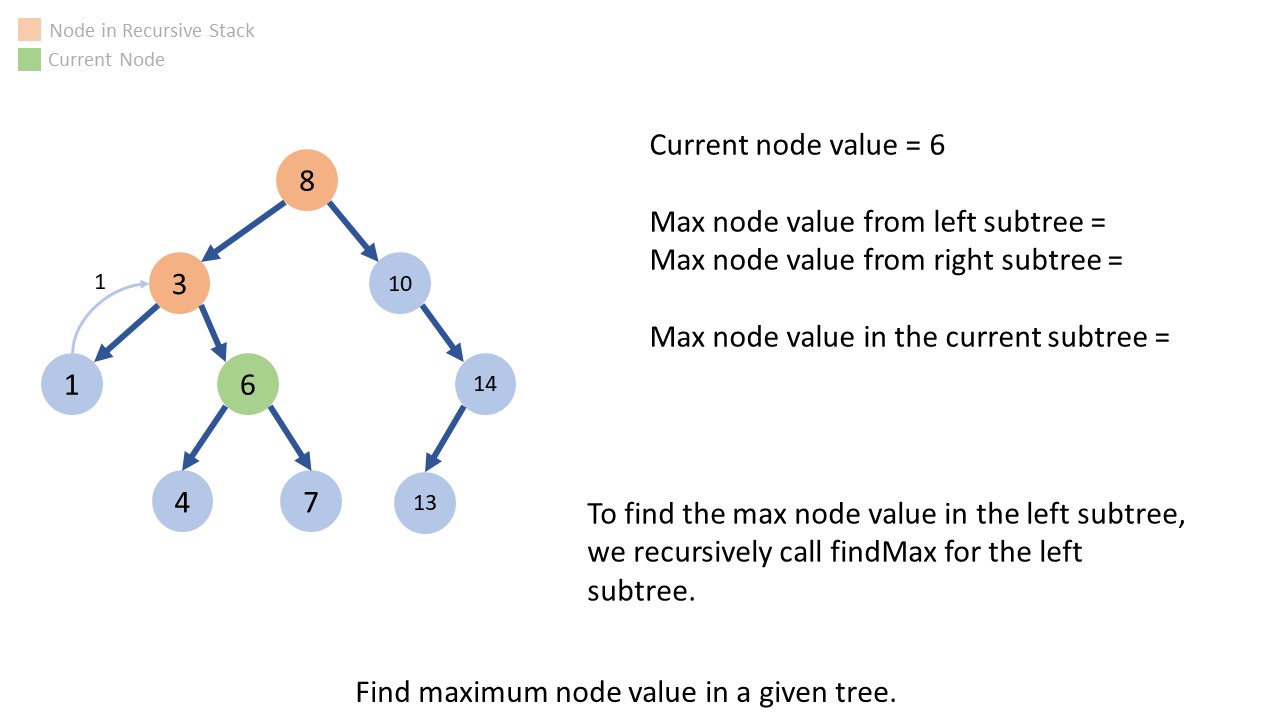 Node in Recursive Stack
Current Node
Current node value = 6
Max node value from left subtree =
Max node value from right subtree =
Max node value in the current subtree =
8
3
10
1
1
6
14
4
7
13
To find the max node value in the left subtree,
we recursively call findMax for the left
subtree.
Find maximum node value in a given tree.